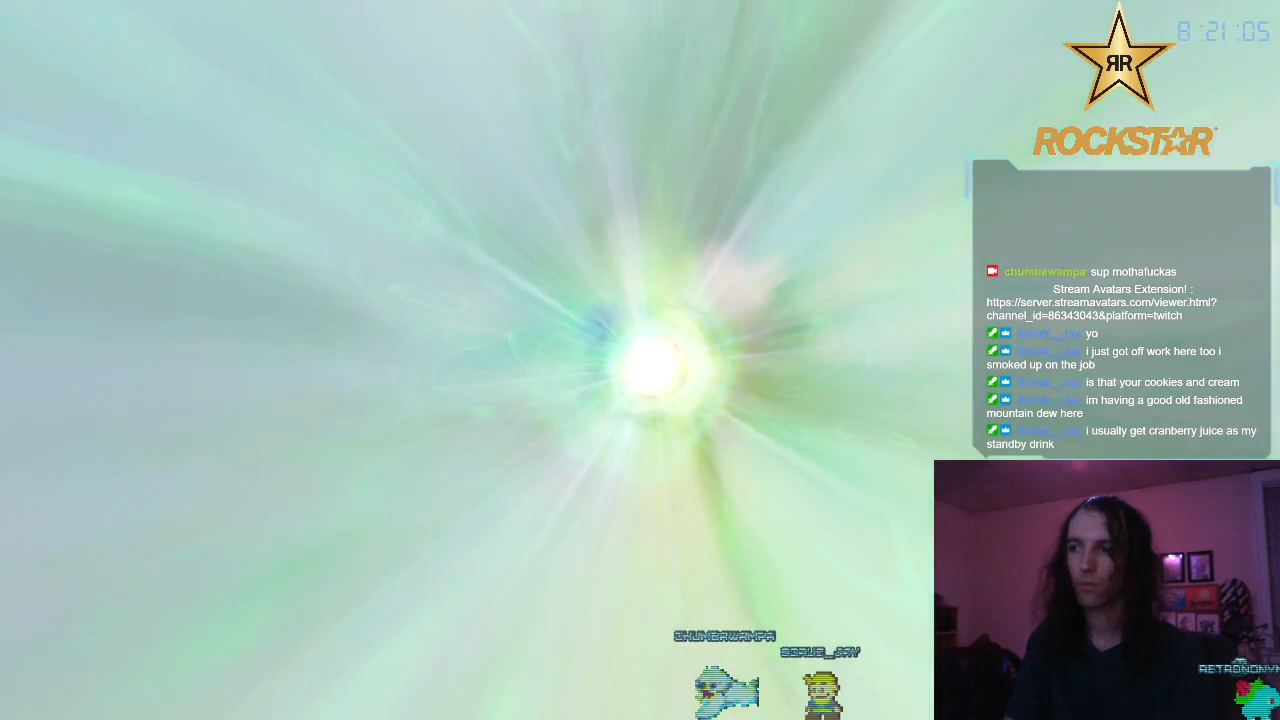 8:21:05
RR
ROCKSTAR
chumbawampa sup mothafuckas
Stream Avatars Extension! :
https://server.streamavatars.com/viewer.html?
channel_id=86343043&platform=twitch
yo
i just got off work here too i
smoked up on the job
is that your cookies and cream
im having a good old fashioned
mountain dew here
i usually get cranberry juice as my
standby drink
CHUMBAWAMPA